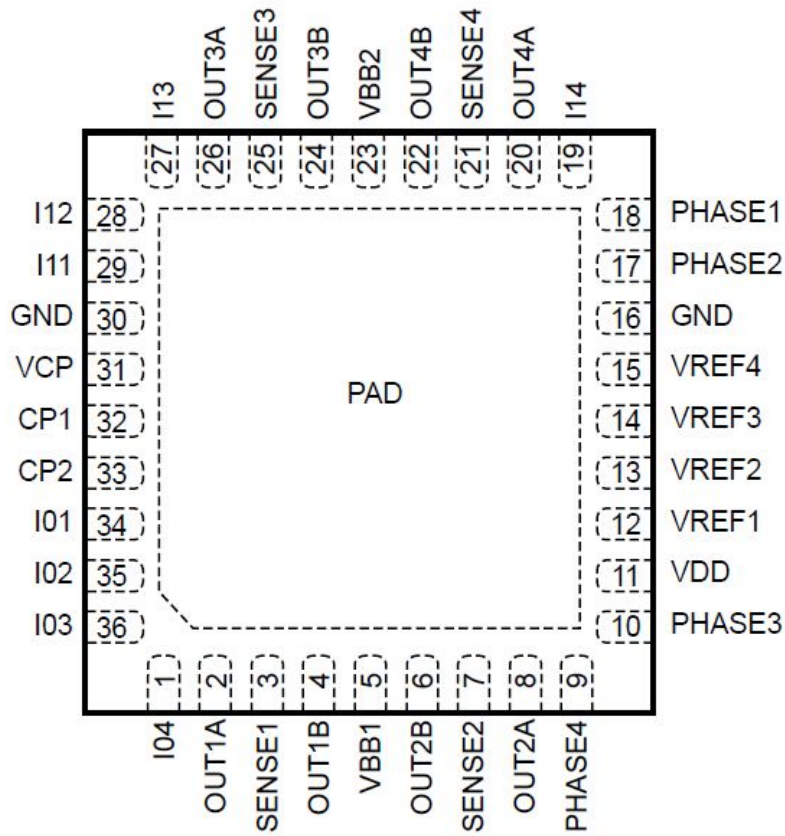 I13
OUT3A
SENSE3
OUT3B
VBB2
OUT4B
SENSE4
OUT4A
I14
27
26
25
24
23
22
21
20
19
I12 28
I11 29
GND 30
VCP 31
CP1 32
CP2 33
I01 34
I02 35
I03 36
PAD
18 PHASE1
17 PHASE2
16 GND
15 VREF4
14 VREF3
13 VREF2
12 VREF1
11 VDD
10 PHASE3
1
2
3
4
5
6
7
8
9
I04
OUT1A
SENSE1
OUT1B
VBB1
OUT2B
SENSE2
OUT2A
PHASE4